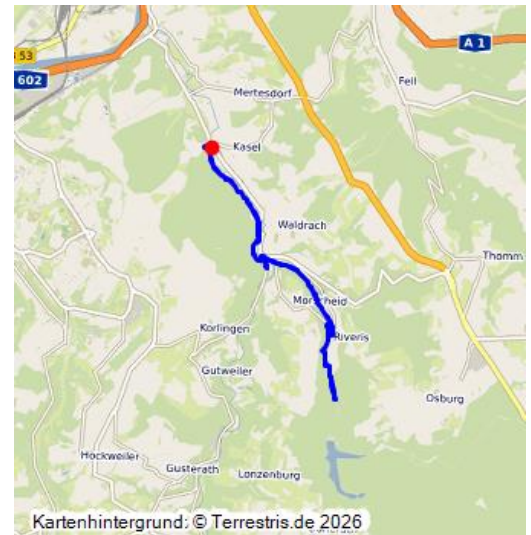 B 53
602
A 1
Fell
Mertesdorf
Kasel
Waldrach
Thomm
Morscheid
Korlingen
Riveris
Gutweiler
Osburg
Hockweiler
Gusterath
Lonzenburg
Kartenhintergrund: © Terrestris.de 2026